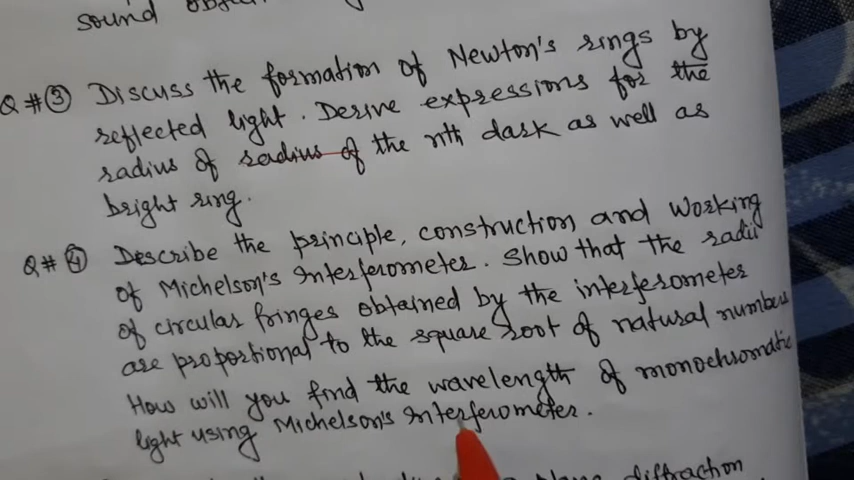 sound
Q # ③ Discuss the formation of Newton's rings by
reflected light. Derive expressions for the
radius of radius of the nth dark as well as
bright ring.
Q # ④ Describe the principle, construction and working
of Michelson's Interferometer. Show that the radii
of circular fringes obtained by the interferometer
are proportional to the square root of natural numbers
How will you find the wavelength of monochromatic
light using Michelson's Interferometer.
plane diffraction